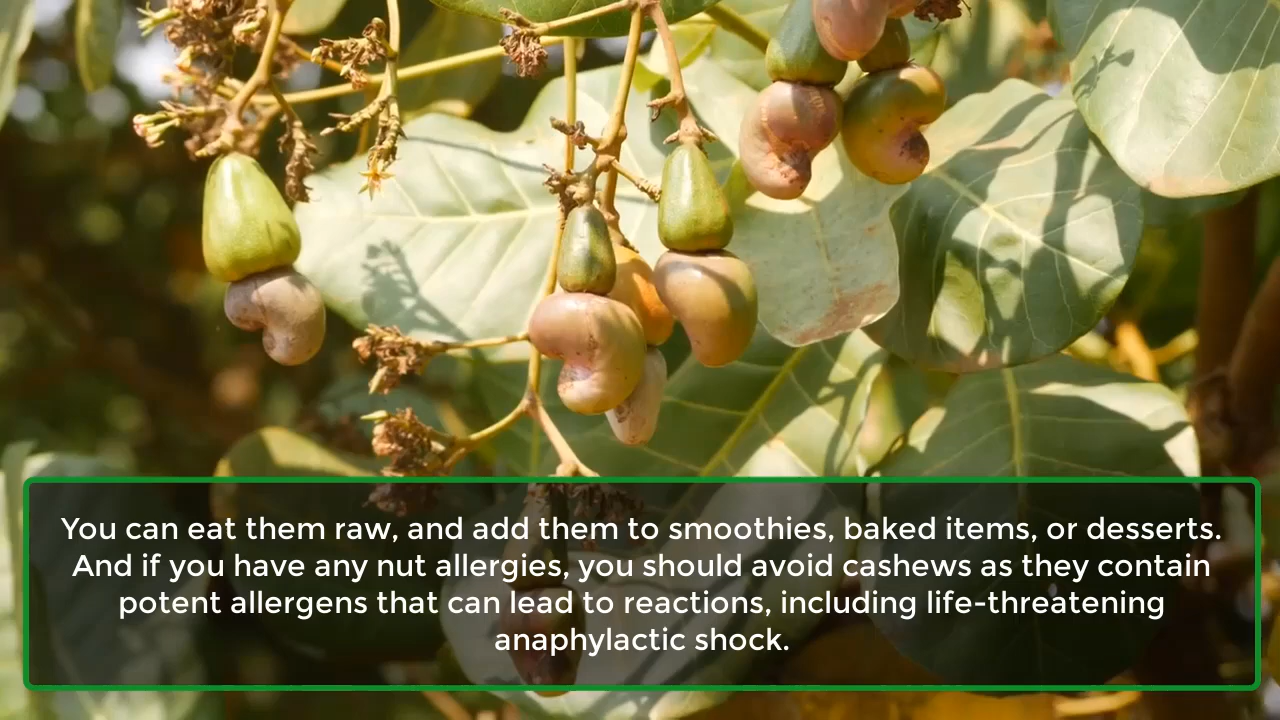 You can eat them raw, and add them to smoothies, baked items, or desserts.
And if you have any nut allergies, you should avoid cashews as they contain
potent allergens that can lead to reactions, including life-threatening
anaphylactic shock.